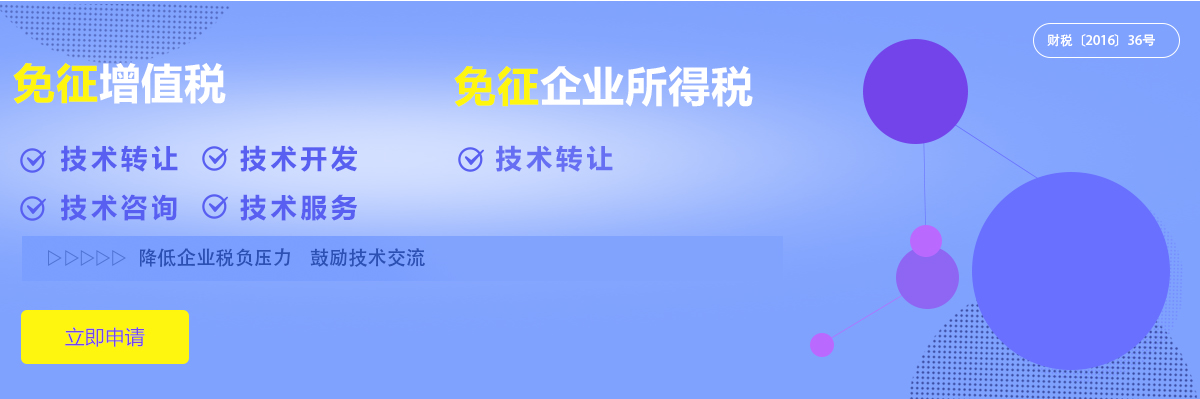 财税〔2016〕36号
免征增值税
免征企业所得税
技术转让 技术开发
技术转让
技术咨询 技术服务
▷▷▷▷▷ 降低企业税负压力 鼓励技术交流
立即申请